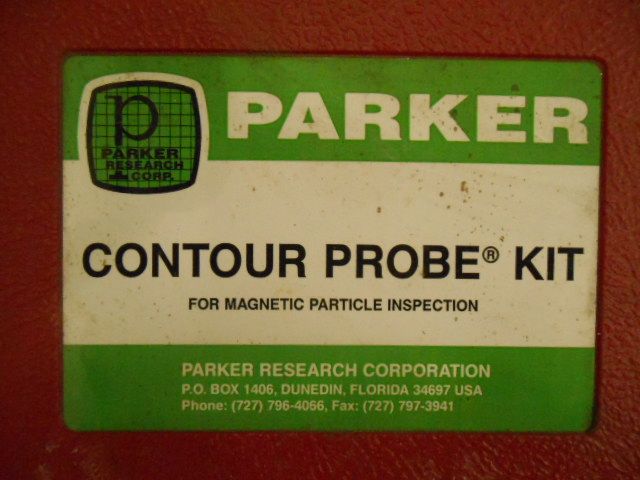 p
PARKER
RESEARCH
CORP.
PARKER
CONTOUR PROBE® KIT
FOR MAGNETIC PARTICLE INSPECTION
PARKER RESEARCH CORPORATION
P.O. BOX 1406, DUNEDIN, FLORIDA 34697 USA
Phone: (727) 796-4066, Fax: (727) 797-3941